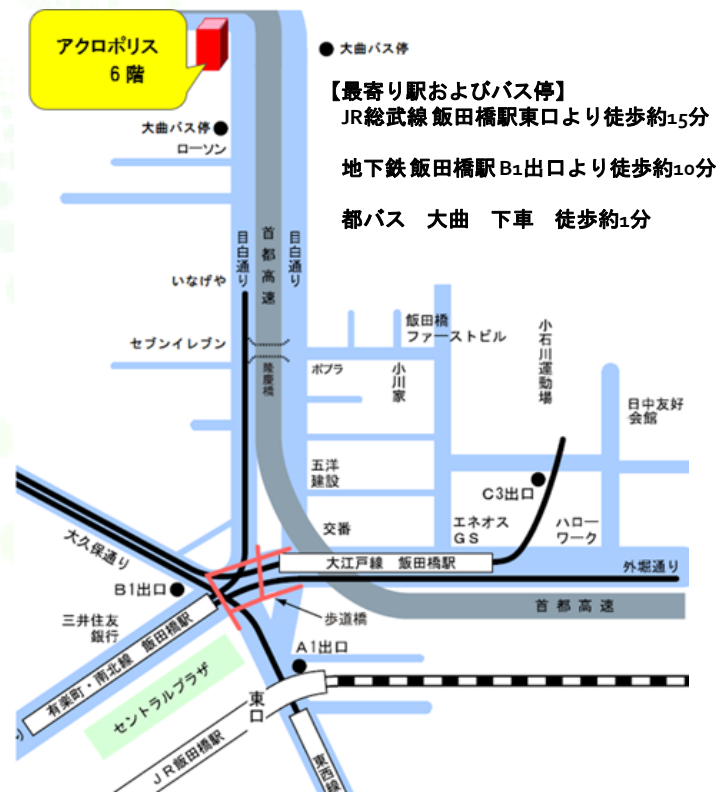 アクロポリス
6 階
大曲バス停
【最寄り駅およびバス停】
JR総武線 飯田橋駅東口より徒歩約15分
地下鉄 飯田橋駅 B1出口より徒歩約10分
都バス 大曲 下車 徒歩約1分
大曲バス停
ローソン
目白通り
首都高速
目白通り
いなげや
セブンイレブン
隆慶橋
ポプラ
小川家
飯田橋
ファーストビル
小石川運動場
日中友好
会館
五洋
建設
C3出口
交番
エネオス
GS
ハロー
ワーク
大久保通り
大江戸線 飯田橋駅
外堀通り
B1出口
首都高速
三井住友
銀行
歩道橋
有楽町・南北線 飯田橋駅
A1出口
セントラルプラザ
東口
JR飯田橋駅
東西線
り